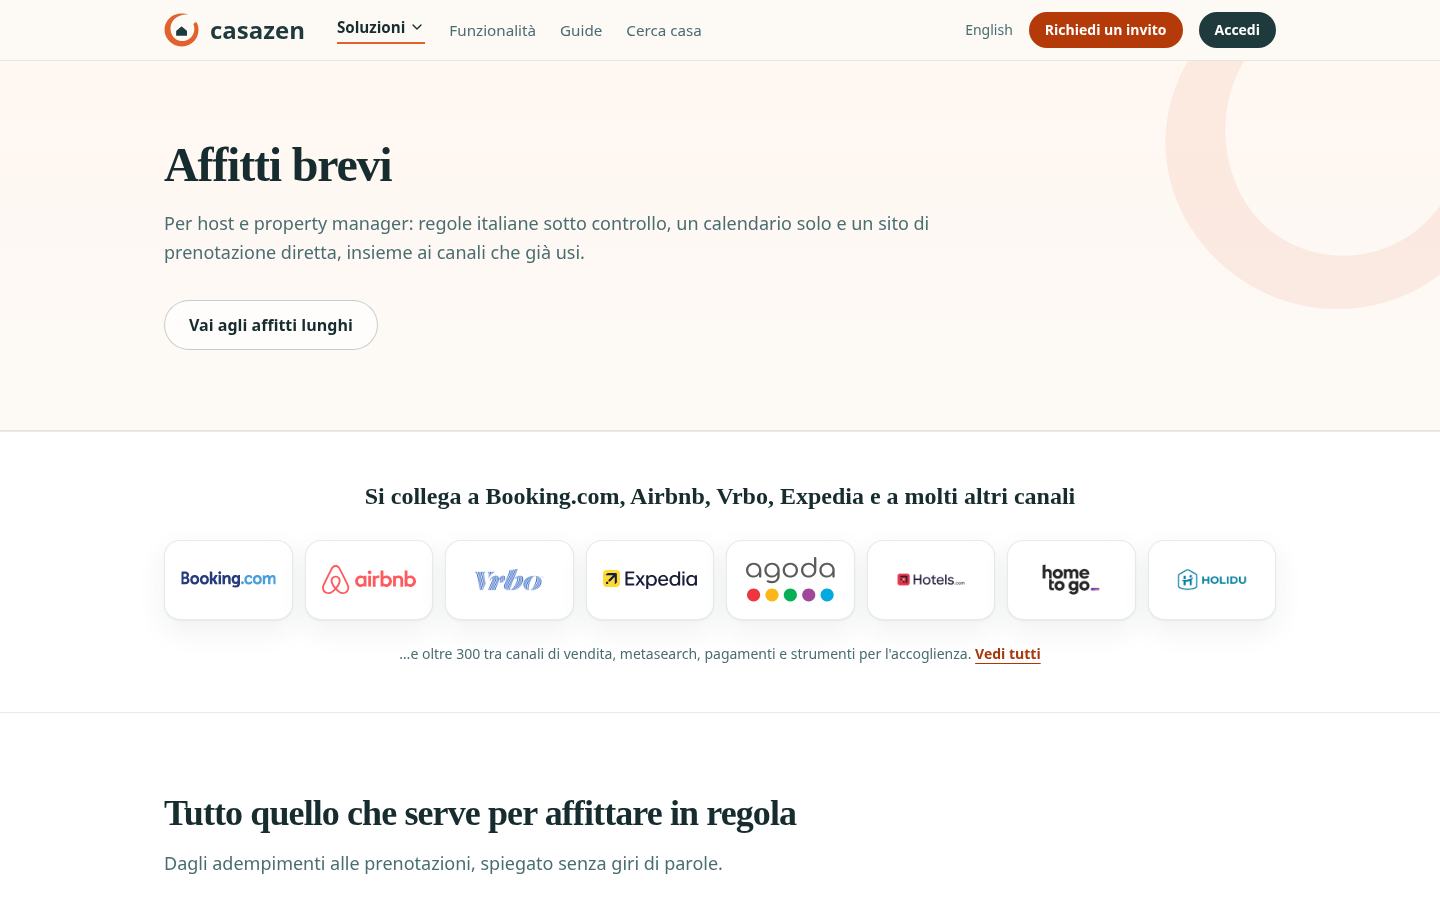 casazen
Soluzioni
Funzionalità
Guide
Cerca casa
English
Richiedi un invito
Accedi
Affitti brevi
Per host e property manager: regole italiane sotto controllo, un calendario solo e un sito di
prenotazione diretta, insieme ai canali che già usi.
Vai agli affitti lunghi
Si collega a Booking.com, Airbnb, Vrbo, Expedia e a molti altri canali
Booking.com
airbnb
Vrbo
Expedia
agoda
Hotels.com
home
to go
HOLIDU
...e oltre 300 tra canali di vendita, metasearch, pagamenti e strumenti per l'accoglienza. Vedi tutti
Tutto quello che serve per affittare in regola
Dagli adempimenti alle prenotazioni, spiegato senza giri di parole.